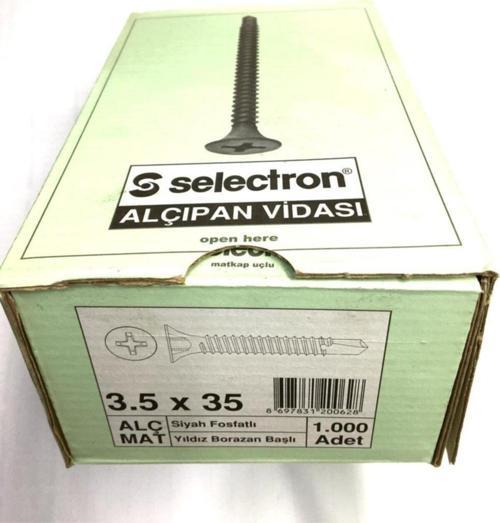 selectron®
ALÇIPAN VİDASI
open here
matkap uçlu
3.5 x 35
8 697831 200628
ALÇ
MAT
Siyah Fosfatlı
Yıldız Borazan Başlı
1.000
Adet